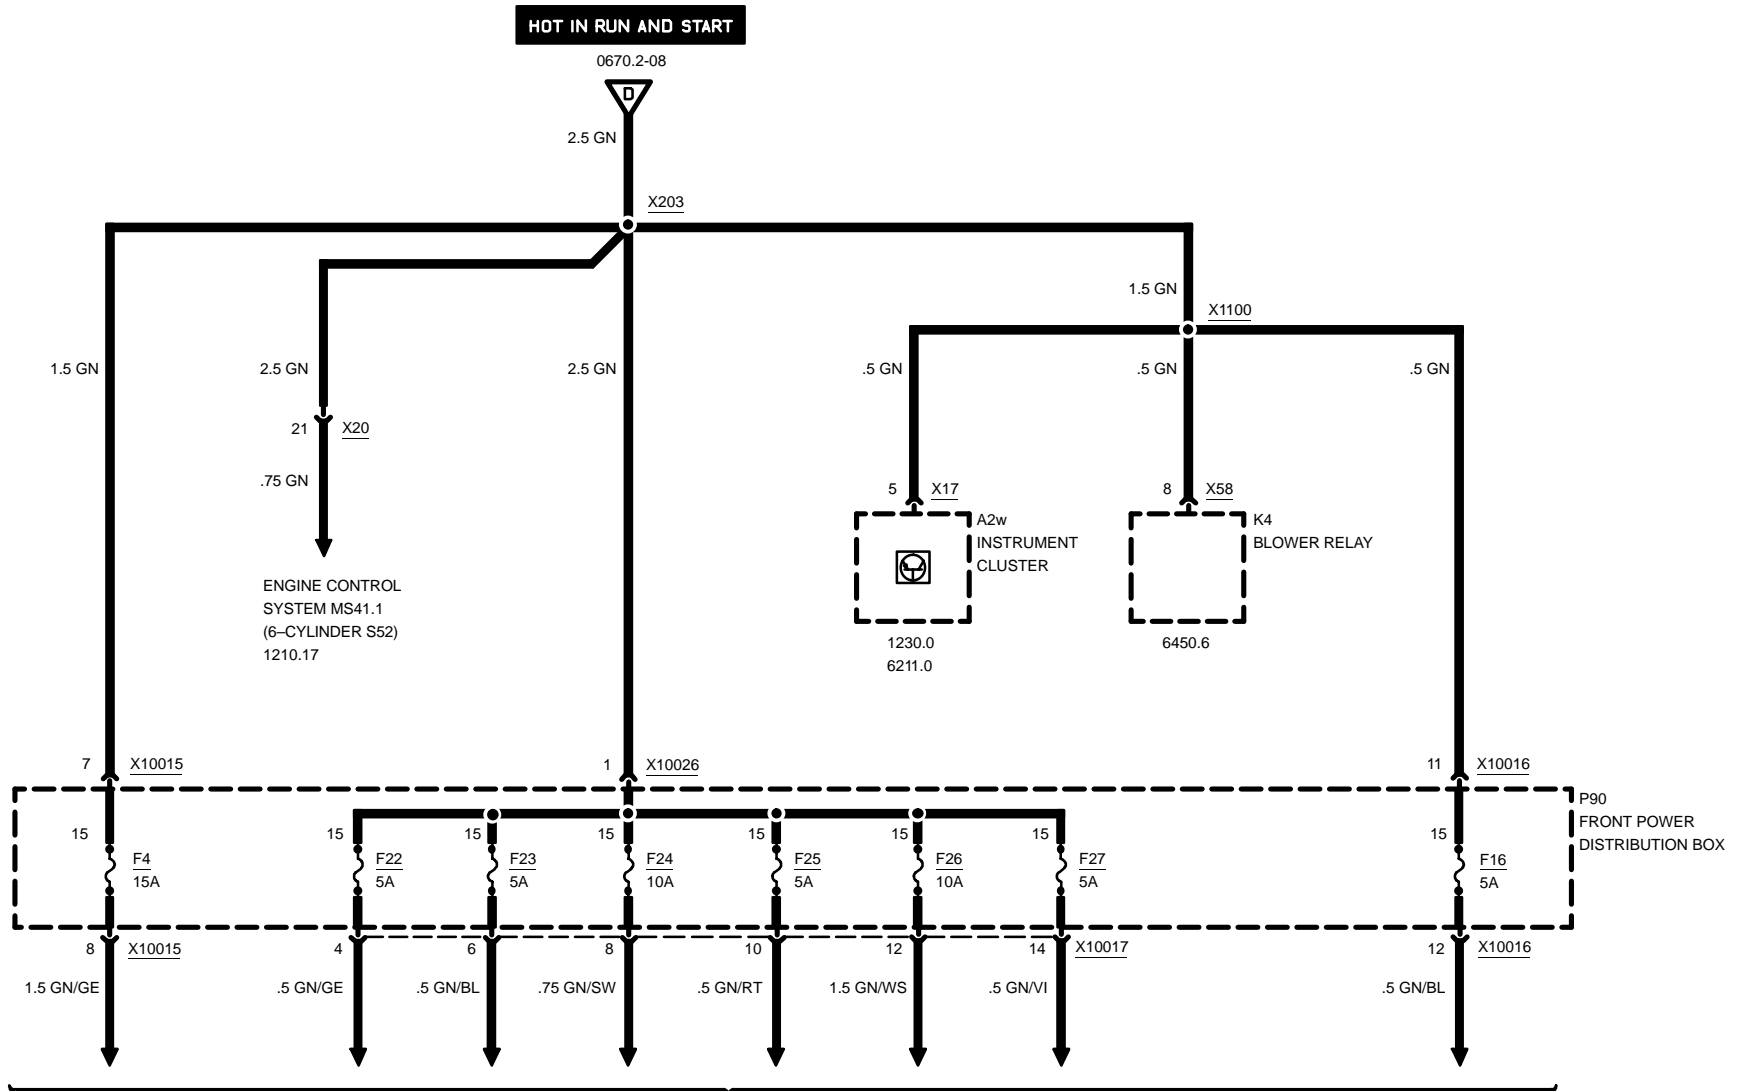 HOT IN RUN AND START
0670.2-08
D
2.5 GN
X203
1.5 GN
X1100
1.5 GN
2.5 GN
2.5 GN
.5 GN
.5 GN
.5 GN
21
X20
.75 GN
5
X17
8
X58
A2w
INSTRUMENT
CLUSTER
K4
BLOWER RELAY
ENGINE CONTROL
SYSTEM MS41.1
(6–CYLINDER S52)
1210.17
1230.0
6211.0
6450.6
7
X10015
1
X10026
11
X10016
P90
FRONT POWER
DISTRIBUTION BOX
15
15
15
15
15
15
15
15
F4
15A
F22
5A
F23
5A
F24
10A
F25
5A
F26
10A
F27
5A
F16
5A
8
X10015
4
6
8
10
12
14
X10017
12
X10016
1.5 GN/GE
.5 GN/GE
.5 GN/BL
.75 GN/SW
.5 GN/RT
1.5 GN/WS
.5 GN/VI
.5 GN/BL